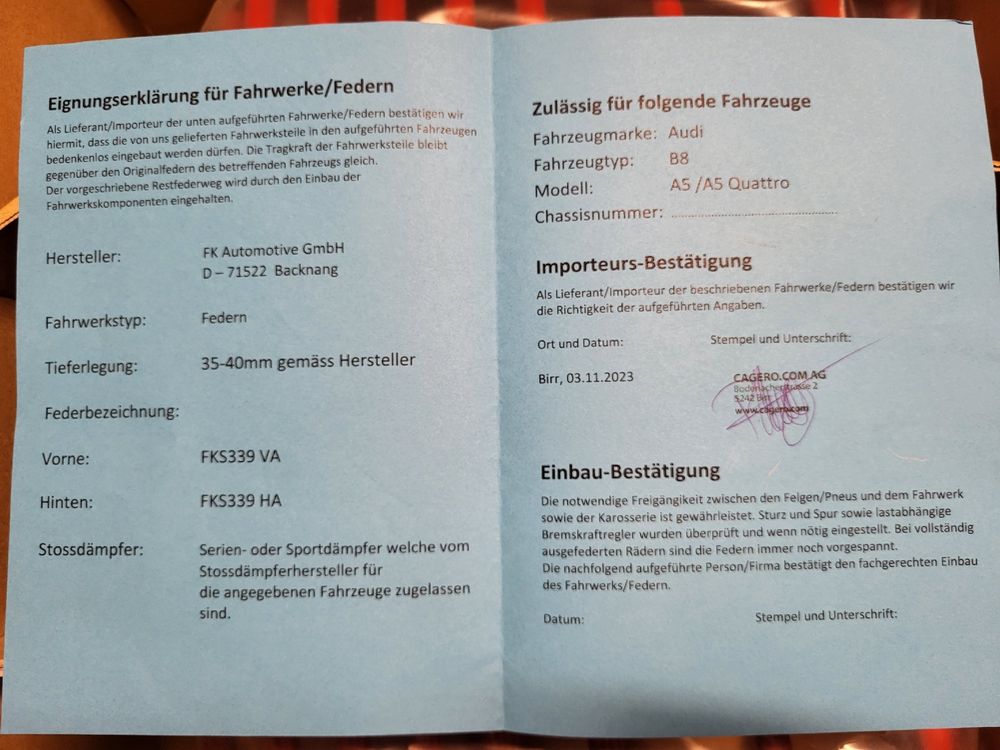 Eignungserklärung für Fahrwerke/Federn
Als Lieferant/Importeur der unten aufgeführten Fahrwerke/Federn bestätigen wir
hiermit, dass die von uns gelieferten Fahrwerksteile in den aufgeführten Fahrzeugen
bedenkenlos eingebaut werden dürfen. Die Tragkraft der Fahrwerksteile bleibt
gegenüber den Originalfedern des betreffenden Fahrzeugs gleich.
Der vorgeschriebene Restfederweg wird durch den Einbau der
Fahrwerkskomponenten eingehalten.
Hersteller: FK Automotive GmbH
D – 71522 Backnang
Fahrwerkstyp: Federn
Tieferlegung: 35-40mm gemäss Hersteller
Federbezeichnung:
Vorne: FKS339 VA
Hinten: FKS339 HA
Stossdämpfer: Serien- oder Sportdämpfer welche vom
Stossdämpferhersteller für
die angegebenen Fahrzeuge zugelassen
sind.
Zulässig für folgende Fahrzeuge
Fahrzeugmarke: Audi
Fahrzeugtyp: B8
Modell: A5 /A5 Quattro
Chassisnummer: ........................................
Importeurs-Bestätigung
Als Lieferant/Importeur der beschriebenen Fahrwerke/Federn bestätigen wir
die Richtigkeit der aufgeführten Angaben.
Ort und Datum: Stempel und Unterschrift:
Birr, 03.11.2023
CAGERO.COM AG
Bodenächerstrasse 2
5242 Birr
www.cagero.com
Einbau-Bestätigung
Die notwendige Freigängikeit zwischen den Felgen/Pneus und dem Fahrwerk
sowie der Karosserie ist gewährleistet. Sturz und Spur sowie lastabhängige
Bremskraftregler wurden überprüft und wenn nötig eingestellt. Bei vollständig
ausgefederten Rädern sind die Federn immer noch vorgespannt.
Die nachfolgend aufgeführte Person/Firma bestätigt den fachgerechten Einbau
des Fahrwerks/Federn.
Datum: Stempel und Unterschrift: